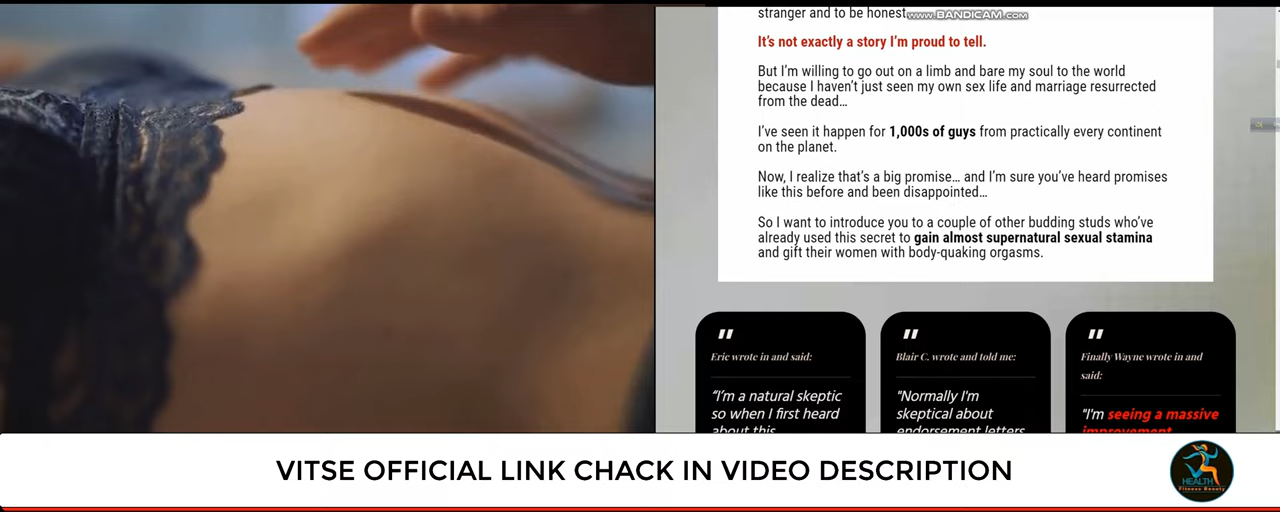 stranger and to be honest
www.BANDICAM.com
It's not exactly a story I'm proud to tell.
But I'm willing to go out on a limb and bare my soul to the world
because I haven't just seen my own sex life and marriage resurrected
from the dead…
I've seen it happen for 1,000s of guys from practically every continent
on the planet.
Now, I realize that's a big promise… and I'm sure you've heard promises
like this before and been disappointed…
So I want to introduce you to a couple of other budding studs who've
already used this secret to gain almost supernatural sexual stamina
and gift their women with body-quaking orgasms.
"
Eric wrote in and said:
"I'm a natural skeptic
so when I first heard
about this
"
Blair C. wrote and told me:
"Normally I'm
skeptical about
endorsement letters
"
Finally Wayne wrote in and
said:
"I'm seeing a massive
improvement
VITSE OFFICIAL LINK CHACK IN VIDEO DESCRIPTION
HEALTH
Fitness Beauty